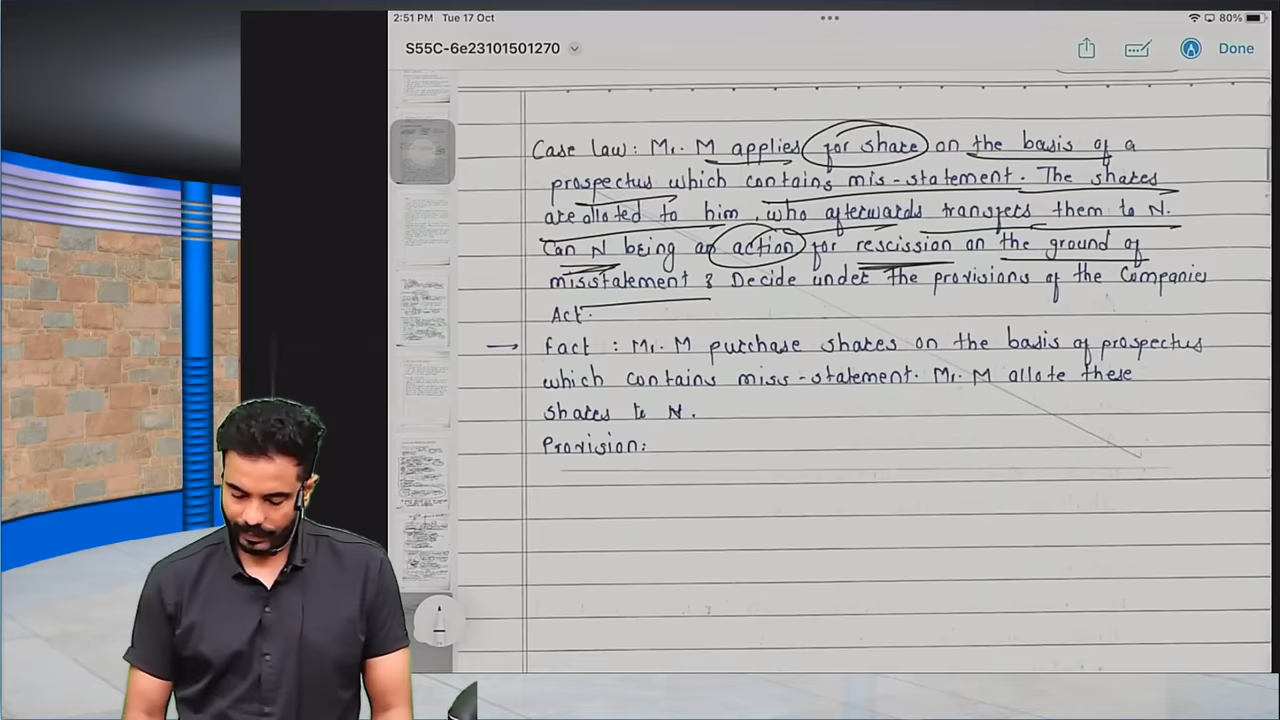 2:51 PM Tue 17 Oct
80%
S55C-6e23101501270
Done
Case Law: Mr. M applies for share on the basis of a
prospectus which contains mis-statement. The shares
are alloted to him, who afterwards transfers them to N.
Can N being an action for rescission on the ground of
misstatement? Decide under the provisions of the Companies
Act.
→ Fact : Mr. M purchase shares on the basis of prospectus
which contains miss-statement. Mr. M allote these
shares to N.
Provision: